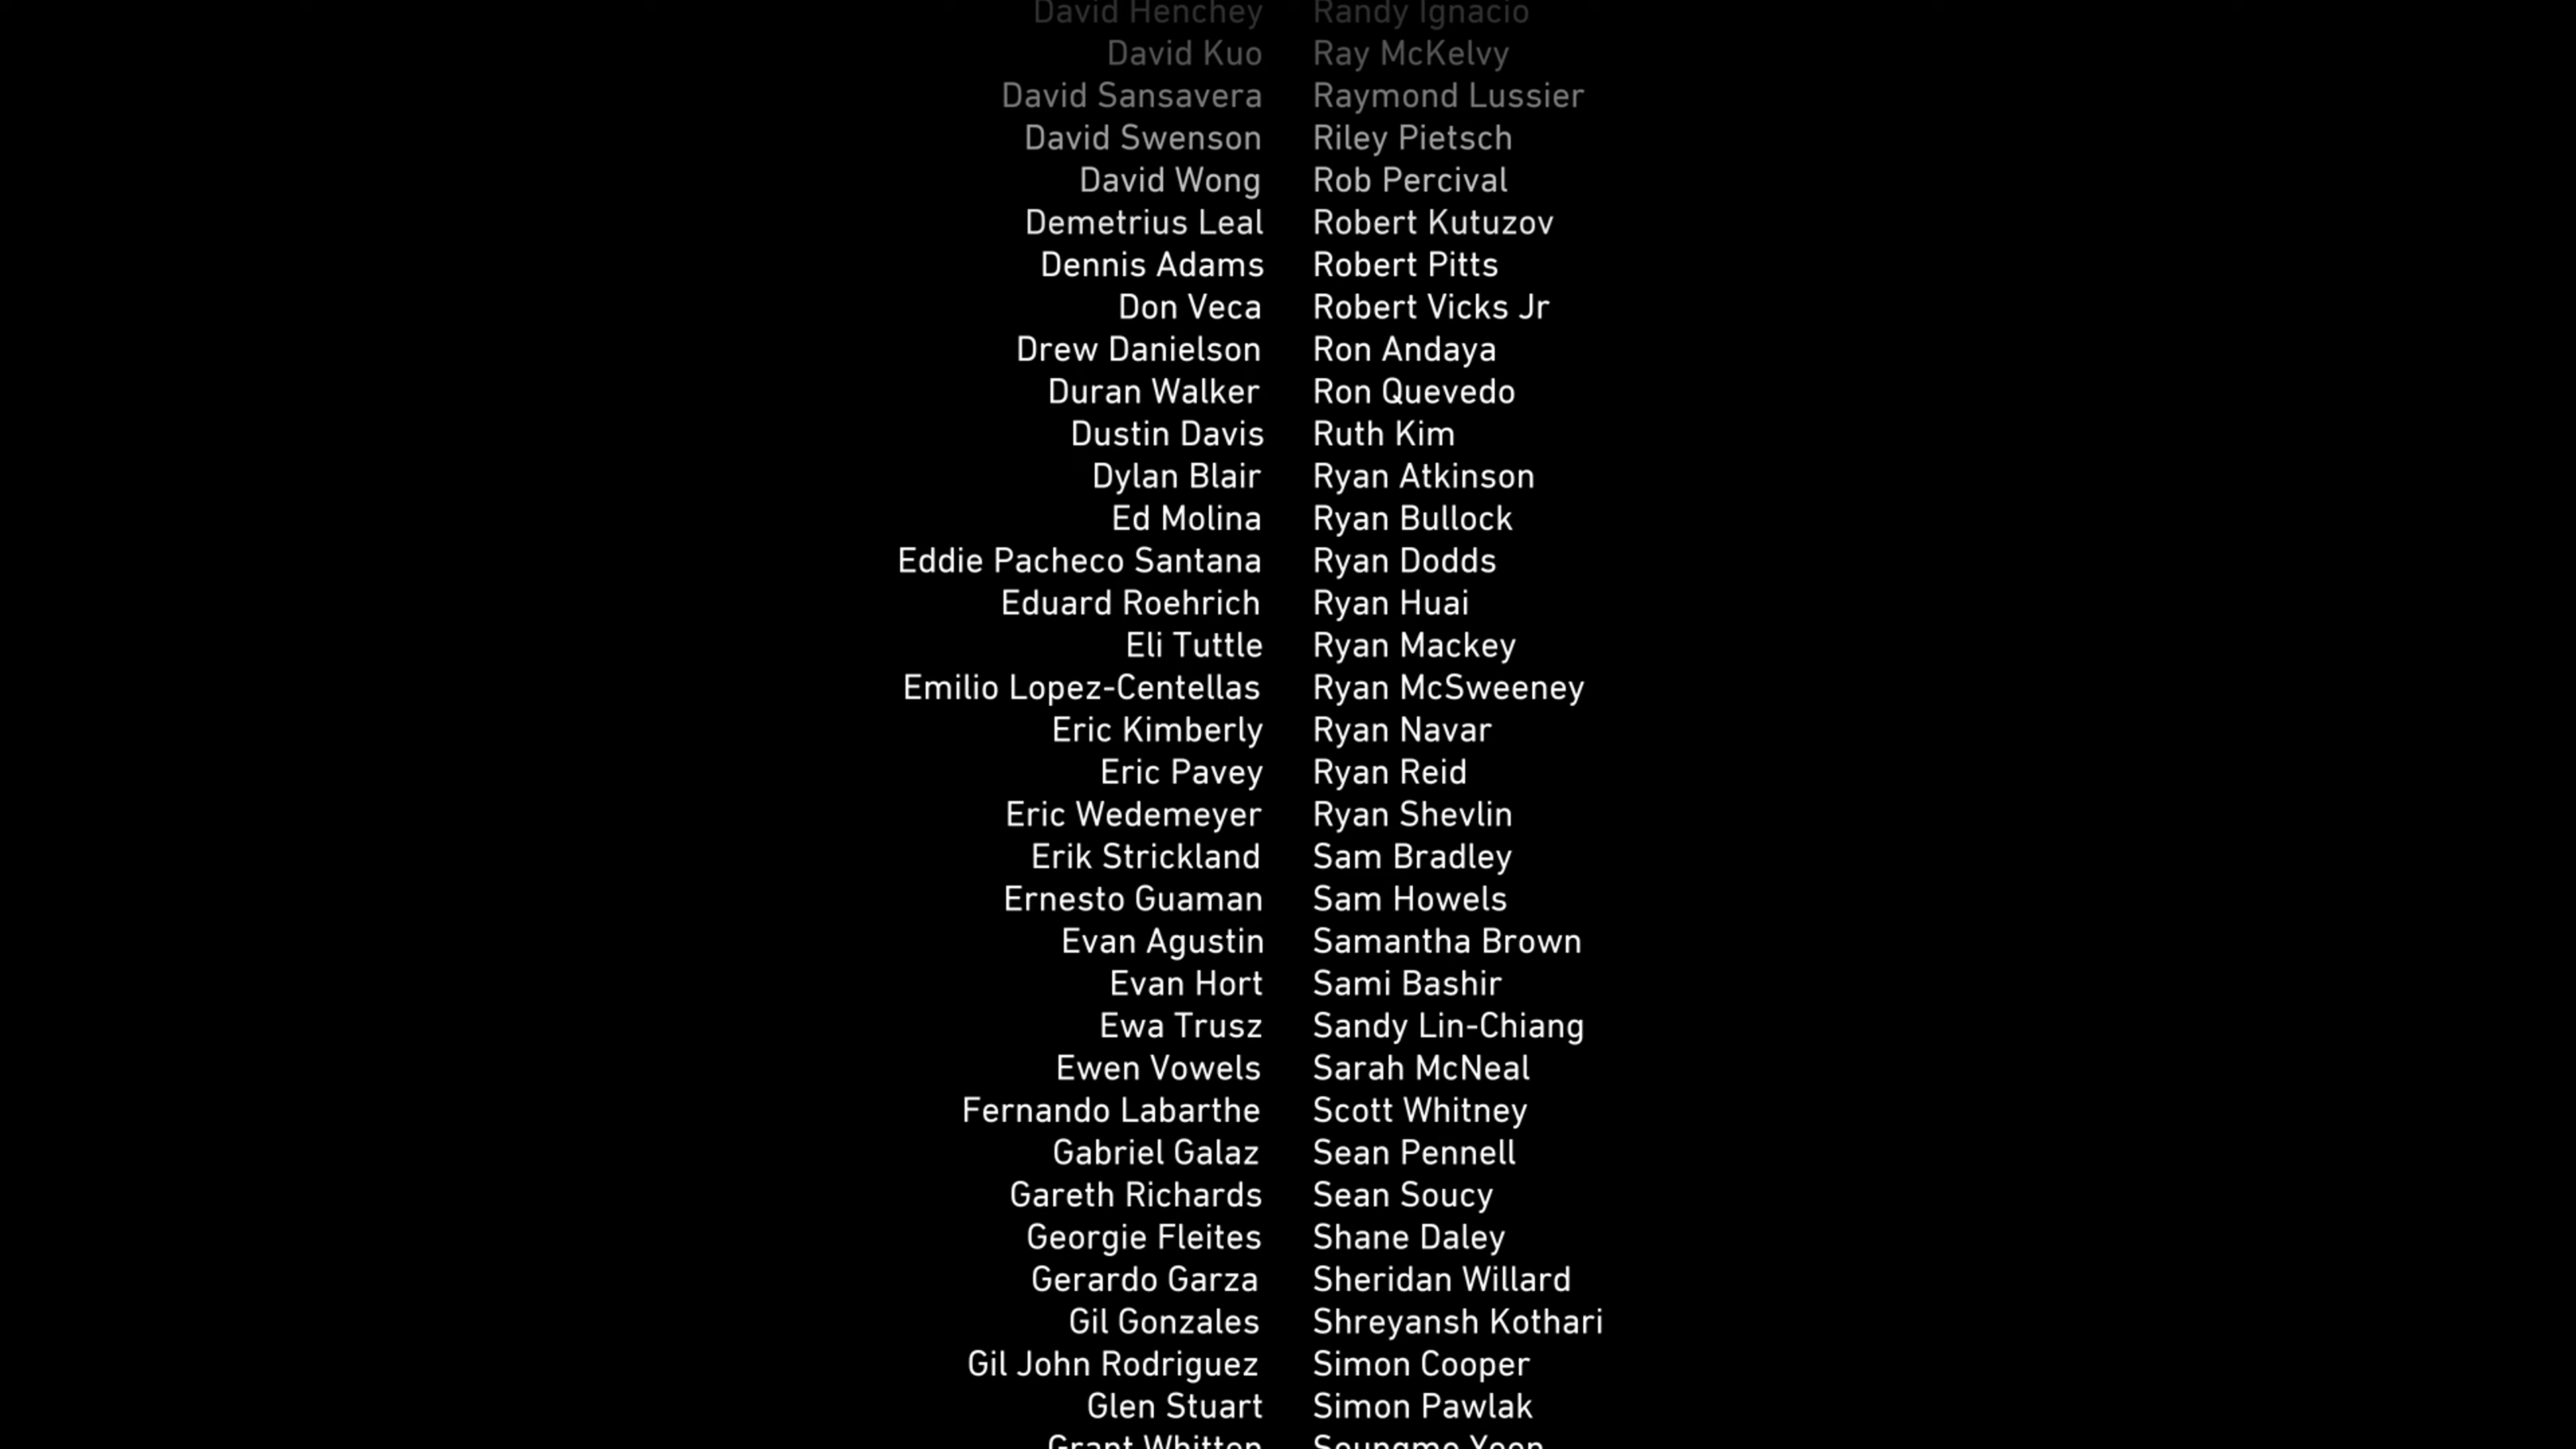 David Henchey Randy Ignacio
David Kuo Ray McKelvy
David Sansavera Raymond Lussier
David Swenson Riley Pietsch
David Wong Rob Percival
Demetrius Leal Robert Kutuzov
Dennis Adams Robert Pitts
Don Veca Robert Vicks Jr
Drew Danielson Ron Andaya
Duran Walker Ron Quevedo
Dustin Davis Ruth Kim
Dylan Blair Ryan Atkinson
Ed Molina Ryan Bullock
Eddie Pacheco Santana Ryan Dodds
Eduard Roehrich Ryan Huai
Eli Tuttle Ryan Mackey
Emilio Lopez-Centellas Ryan McSweeney
Eric Kimberly Ryan Navar
Eric Pavey Ryan Reid
Eric Wedemeyer Ryan Shevlin
Erik Strickland Sam Bradley
Ernesto Guaman Sam Howels
Evan Agustin Samantha Brown
Evan Hort Sami Bashir
Ewa Trusz Sandy Lin-Chiang
Ewen Vowels Sarah McNeal
Fernando Labarthe Scott Whitney
Gabriel Galaz Sean Pennell
Gareth Richards Sean Soucy
Georgie Fleites Shane Daley
Gerardo Garza Sheridan Willard
Gil Gonzales Shreyansh Kothari
Gil John Rodriguez Simon Cooper
Glen Stuart Simon Pawlak
Grant Whitten